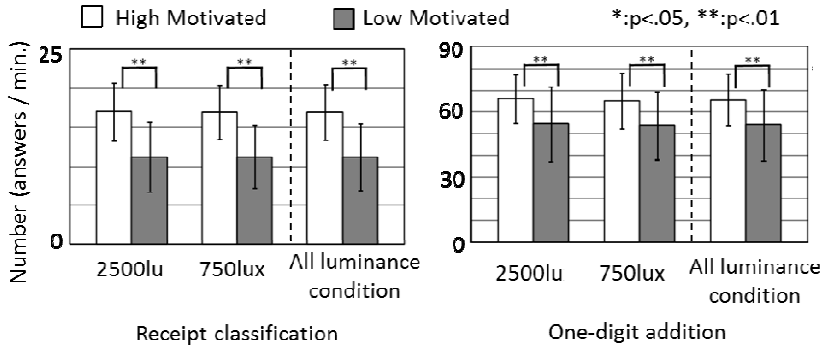 High Motivated
Low Motivated
*:p<.05, **:p<.01
Number (answers / min.)
25
0
**
**
**
2500lu
750lux
All luminance
condition
Receipt classification
90
60
30
0
**
**
**
2500lu
750lux
All luminance
condition
One-digit addition